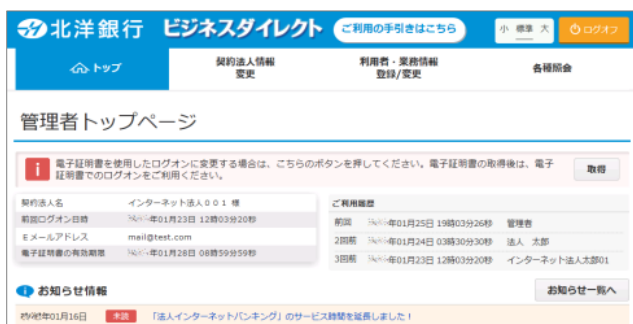 北洋銀行 ビジネスダイレクト ご利用の手引きはこちら 小 標準 大 ログオフ
トップ 契約法人情報 変更 利用者・業務情報 登録/変更 各種照会
管理者トップページ
電子証明書を使用したログオンに変更する場合は、こちらのボタンを押してください。電子証明書の取得後は、電子
証明書でのログオンをご利用ください。
取得
契約法人名 インターネット法人001 様
前回ログオン日時 年01月23日 12時03分20秒
Eメールアドレス mail@test.com
電子証明書の有効期限 年01月28日 08時59分59秒
ご利用履歴
前回 年01月25日 19時03分26秒 管理者
2回前 年01月24日 03時30分30秒 法人 太郎
3回前 年01月23日 12時03分20秒 インターネット法人太郎01
お知らせ情報 お知らせ一覧へ
年01月16日 未読 「法人インターネットバンキング」のサービス時間を延長しました!